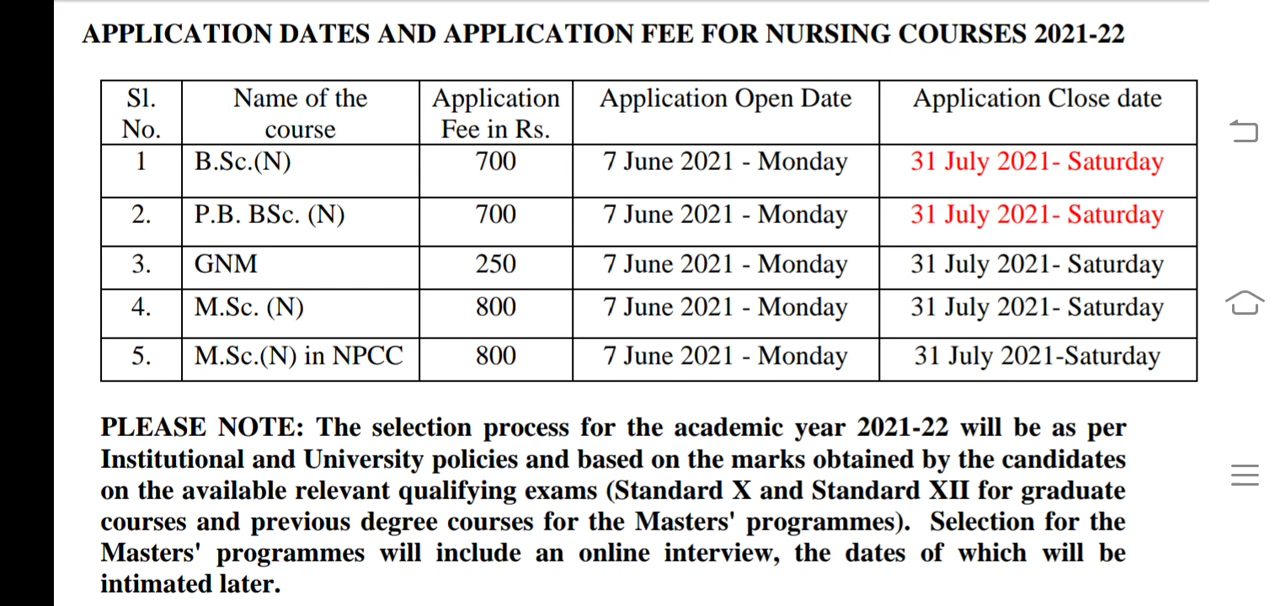 APPLICATION DATES AND APPLICATION FEE FOR NURSING COURSES 2021-22
Sl. No. Name of the course Application Fee in Rs. Application Open Date Application Close date
1 B.Sc.(N) 700 7 June 2021 - Monday 31 July 2021- Saturday
2. P.B. BSc. (N) 700 7 June 2021 - Monday 31 July 2021- Saturday
3. GNM 250 7 June 2021 - Monday 31 July 2021- Saturday
4. M.Sc. (N) 800 7 June 2021 - Monday 31 July 2021- Saturday
5. M.Sc.(N) in NPCC 800 7 June 2021 - Monday 31 July 2021-Saturday
PLEASE NOTE: The selection process for the academic year 2021-22 will be as per
Institutional and University policies and based on the marks obtained by the candidates
on the available relevant qualifying exams (Standard X and Standard XII for graduate
courses and previous degree courses for the Masters' programmes). Selection for the
Masters' programmes will include an online interview, the dates of which will be
intimated later.